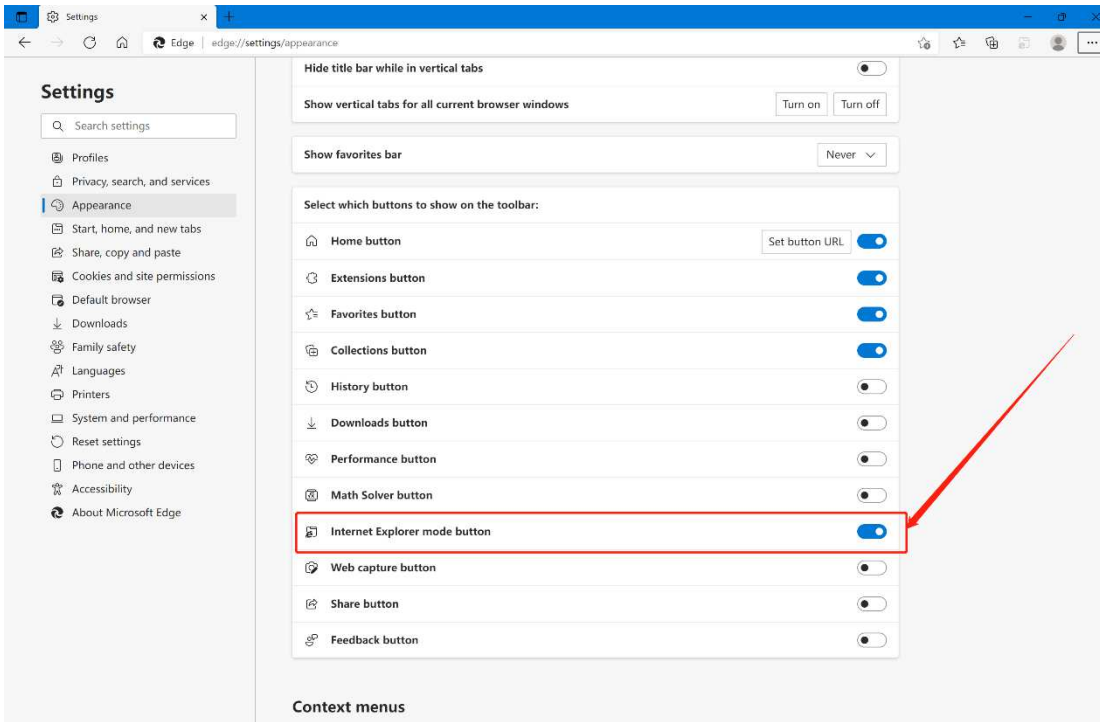 Settings
Edge edge://settings/appearance
Settings
Search settings
Profiles
Privacy, search, and services
Appearance
Start, home, and new tabs
Share, copy and paste
Cookies and site permissions
Default browser
Downloads
Family safety
Languages
Printers
System and performance
Reset settings
Phone and other devices
Accessibility
About Microsoft Edge
Hide title bar while in vertical tabs
Show vertical tabs for all current browser windows Turn on Turn off
Show favorites bar Never
Select which buttons to show on the toolbar:
Home button Set button URL
Extensions button
Favorites button
Collections button
History button
Downloads button
Performance button
Math Solver button
Internet Explorer mode button
Web capture button
Share button
Feedback button
Context menus